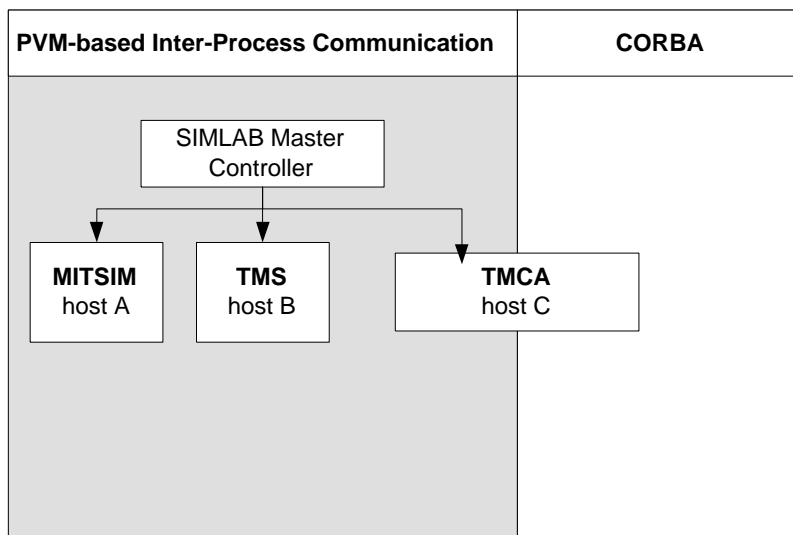 PVM-based Inter-Process Communication
CORBA
SIMLAB Master
Controller
MITSIM
host A
TMS
host B
TMCA
host C